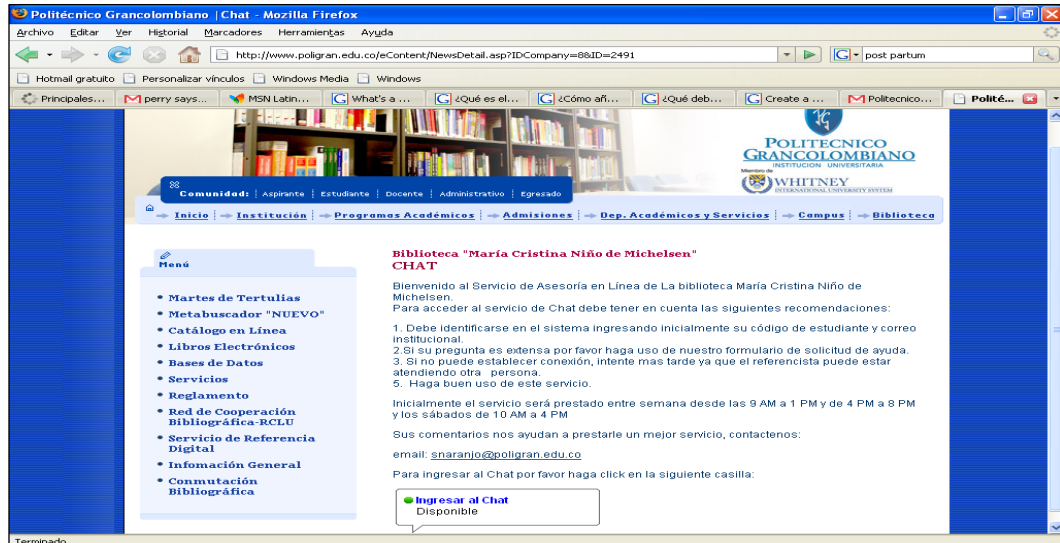 Politécnico Grancolombiano | Chat - Mozilla Firefox
Archivo Editar Ver Historial Marcadores Herramientas Ayuda
http://www.poligran.edu.co/eContent/NewsDetail.asp?IDCompany=88&ID=2491
post partum
Hotmail gratuito Personalizar vínculos Windows Media Windows
Principales... perry says... MSN Latin... What's a ... ¿Qué es el... ¿Cómo añ... ¿Qué deb... Create a ... Politecnico... Polité...
POLITECNICO
GRANCOLOMBIANO
INSTITUCION UNIVERSITARIA
Miembro de
WHITNEY
INTERNATIONAL UNIVERSITY SYSTEM
Comunidad: Aspirante Estudiante Docente Administrativo Egresado
Inicio Institución Programas Académicos Admisiones Dep. Académicos y Servicios Campus Biblioteca
Menú
• Martes de Tertulias
• Metabuscador "NUEVO"
• Catálogo en Línea
• Libros Electrónicos
• Bases de Datos
• Servicios
• Reglamento
• Red de Cooperación
Bibliográfica-RCLU
• Servicio de Referencia
Digital
• Infomación General
• Conmutación
Bibliográfica
Biblioteca "María Cristina Niño de Michelsen"
CHAT
Bienvenido al Servicio de Asesoría en Línea de La biblioteca María Cristina Niño de
Michelsen.
Para acceder al servicio de Chat debe tener en cuenta las siguientes recomendaciones:
1. Debe identificarse en el sistema ingresando inicialmente su código de estudiante y correo
institucional.
2.Si su pregunta es extensa por favor haga uso de nuestro formulario de solicitud de ayuda.
3. Si no puede establecer conexión, intente mas tarde ya que el referencista puede estar
atendiendo otra persona.
5. Haga buen uso de este servicio.
Inicialmente el servicio será prestado entre semana desde las 9 AM a 1 PM y de 4 PM a 8 PM
y los sábados de 10 AM a 4 PM
Sus comentarios nos ayudan a prestarle un mejor servicio, contactenos:
email: snaranjo@poligran.edu.co
Para ingresar al Chat por favor haga click en la siguiente casilla:
Ingresar al Chat
Disponible
Terminado